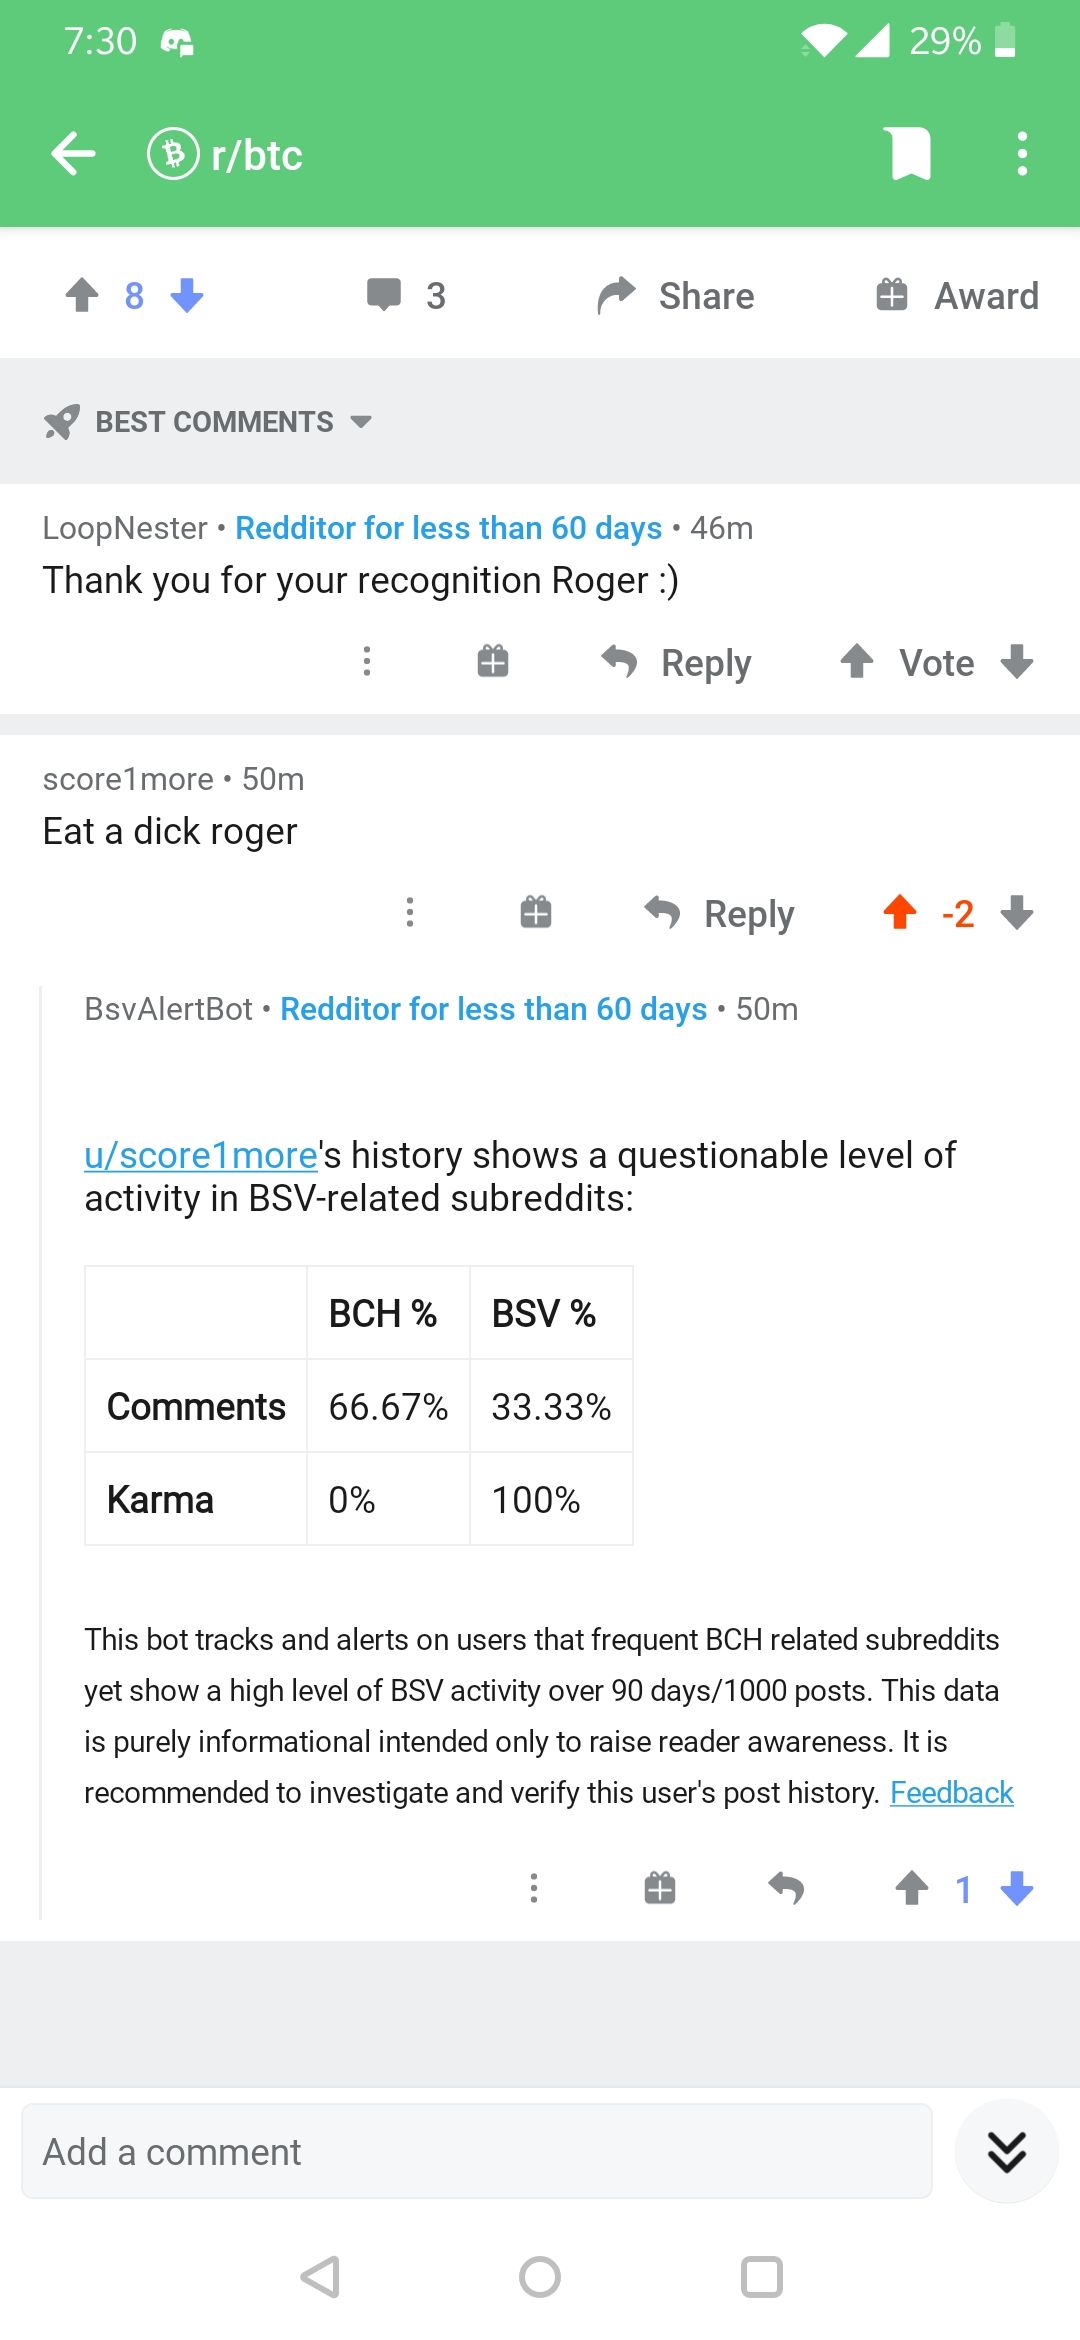 7:30 29%
r/btc
8 3 Share Award
BEST COMMENTS
LoopNester • Redditor for less than 60 days • 46m
Thank you for your recognition Roger :)
Reply Vote
score1more • 50m
Eat a dick roger
Reply -2
BsvAlertBot • Redditor for less than 60 days • 50m
u/score1more's history shows a questionable level of
activity in BSV-related subreddits:
BCH % BSV %
Comments 66.67% 33.33%
Karma 0% 100%
This bot tracks and alerts on users that frequent BCH related subreddits
yet show a high level of BSV activity over 90 days/1000 posts. This data
is purely informational intended only to raise reader awareness. It is
recommended to investigate and verify this user's post history. Feedback
1
Add a comment